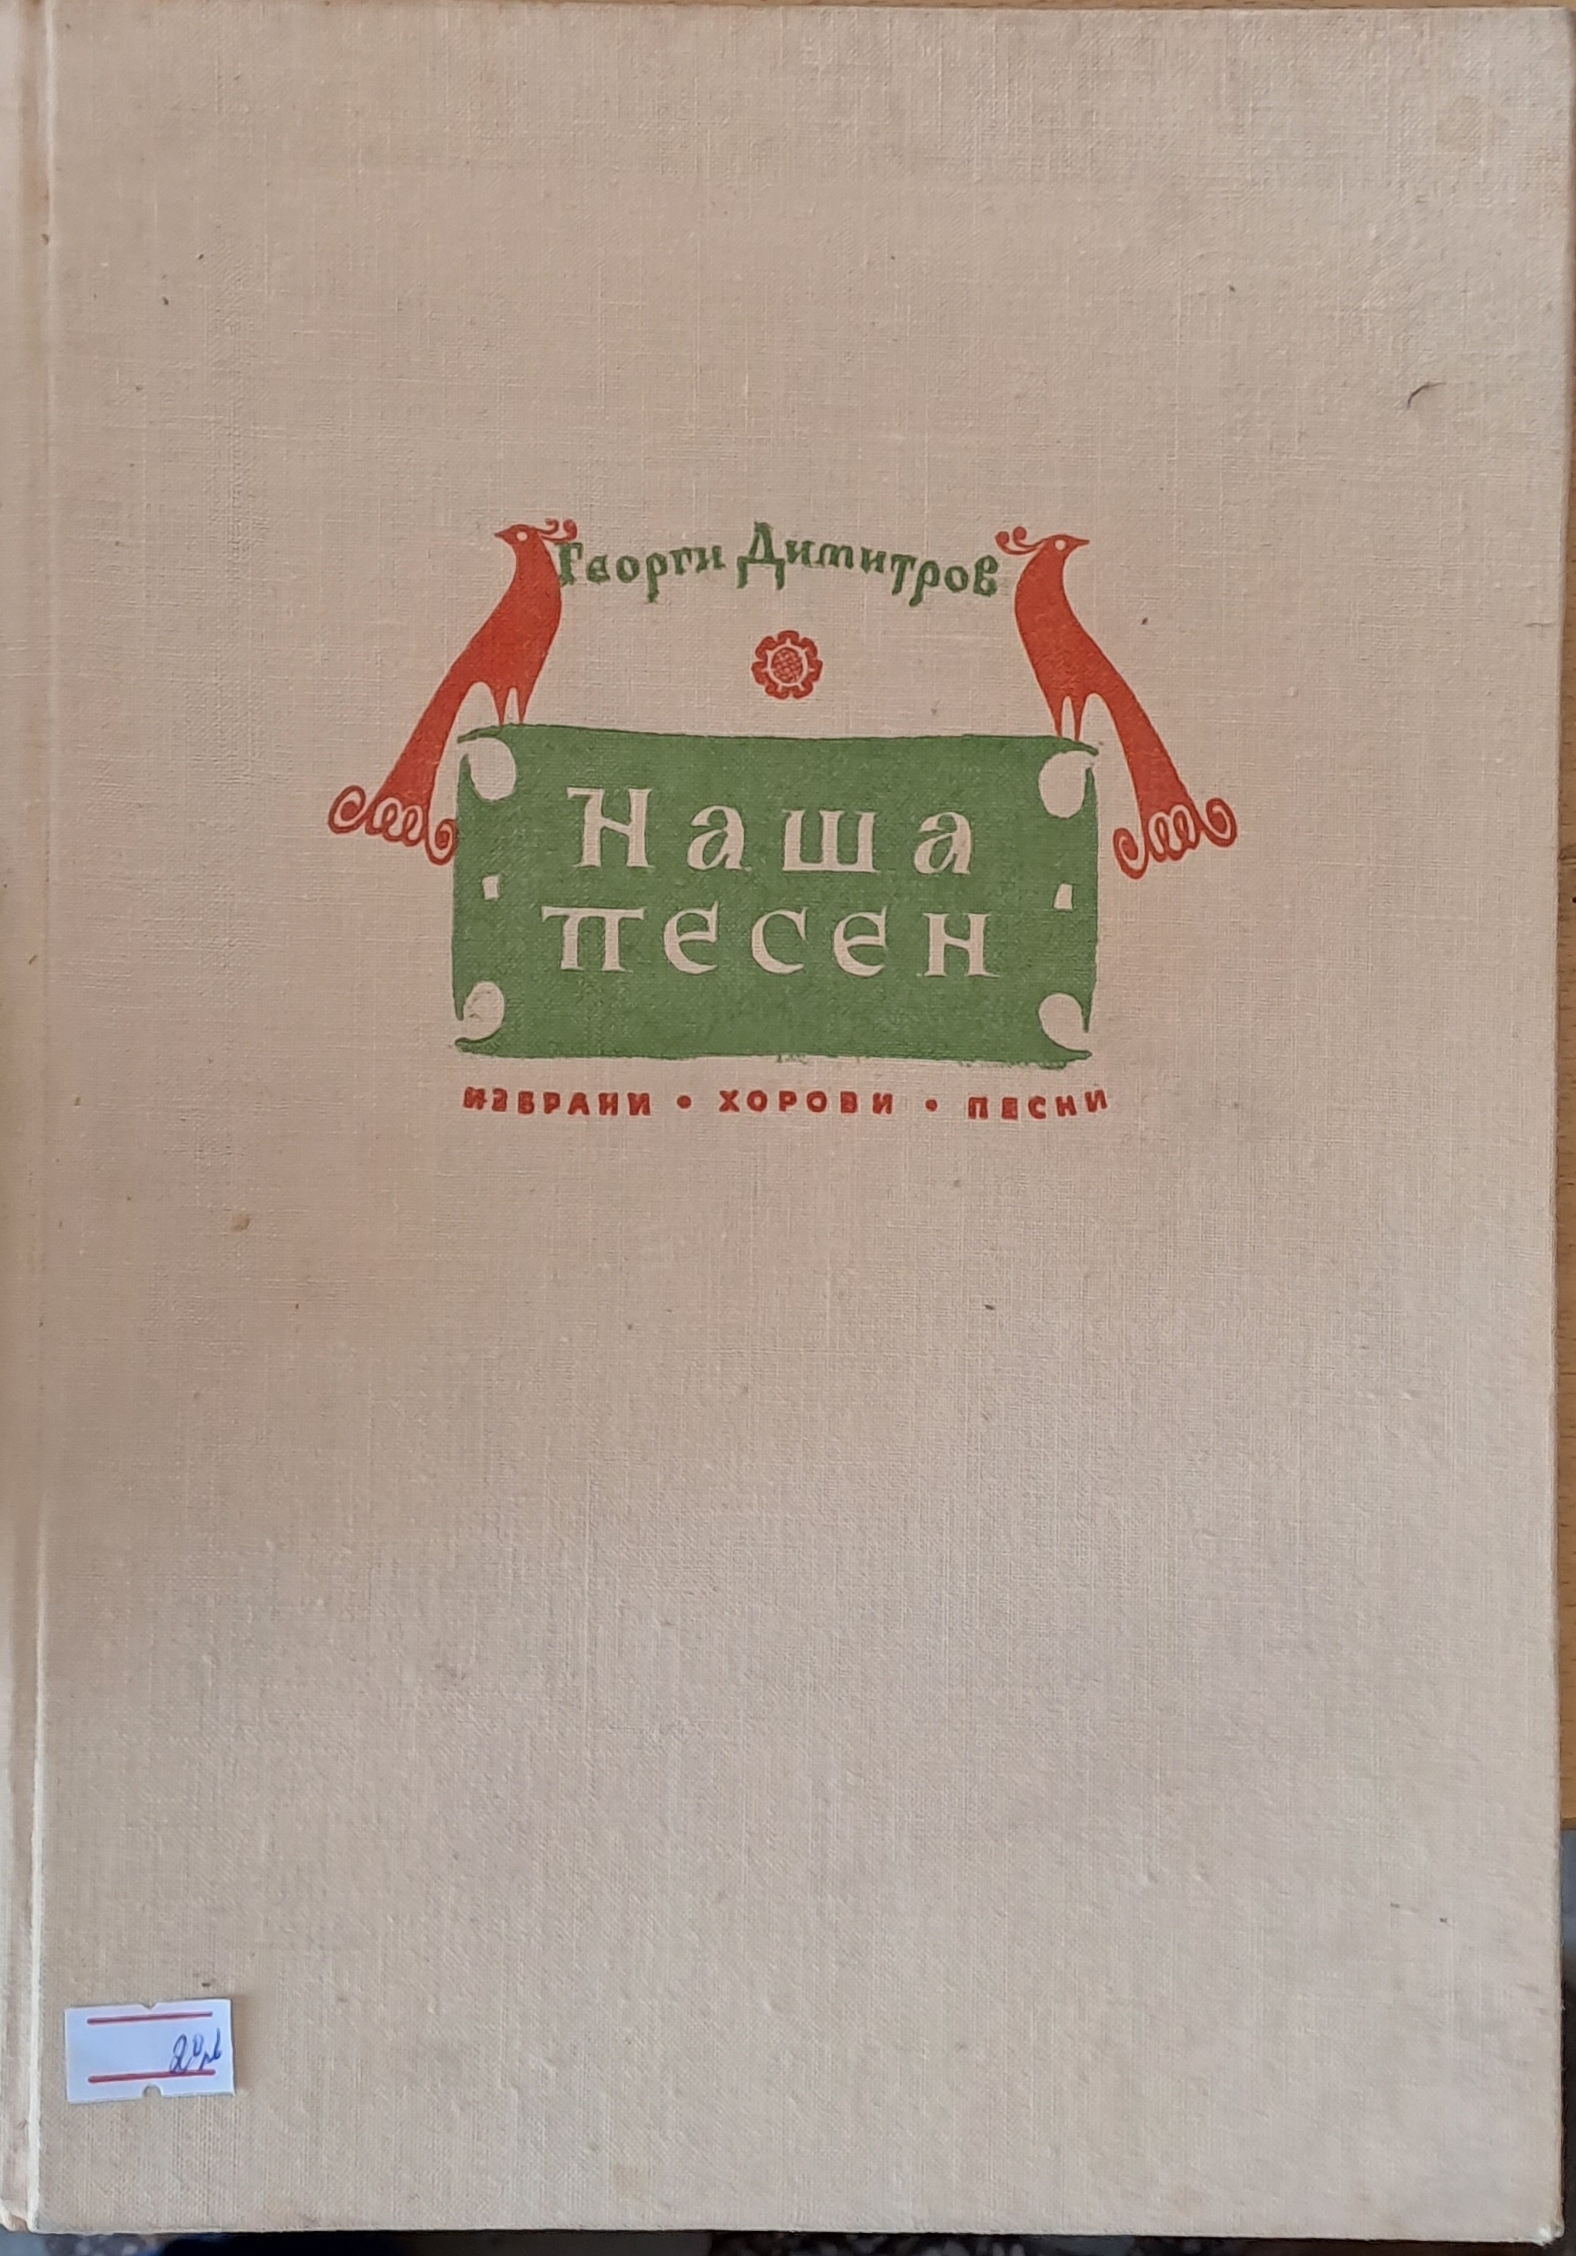 Георги Димитров
Наша
песен
ИЗБРАНИ • ХОРОВИ • ПЕСНИ